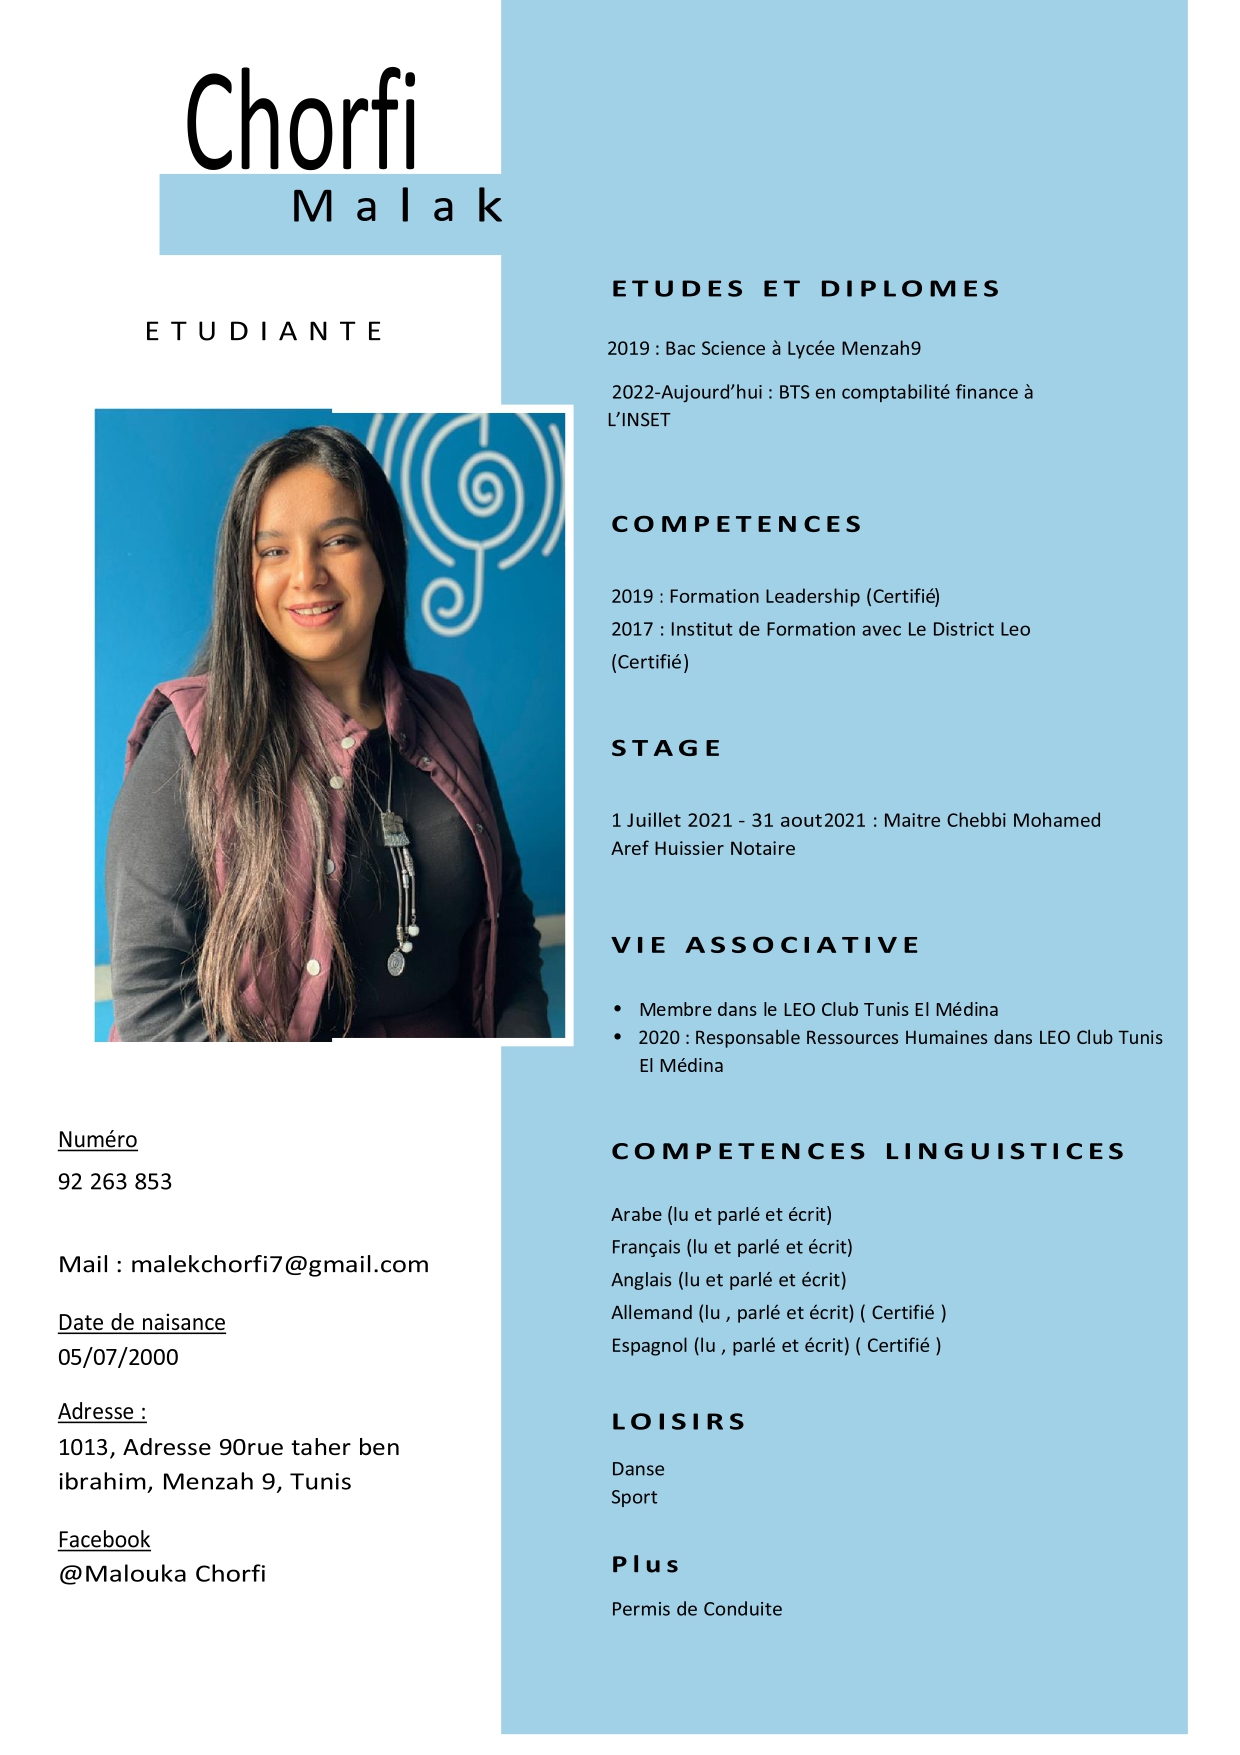 Chorfi
Malak
ETUDIANTE
Numéro
92 263 853
Mail : malekchorfi7@gmail.com
Date de naisance
05/07/2000
Adresse :
1013, Adresse 90rue taher ben
ibrahim, Menzah 9, Tunis
Facebook
@Malouka Chorfi
ETUDES ET DIPLOMES
2019 : Bac Science à Lycée Menzah9
2022-Aujourd’hui : BTS en comptabilité finance à
L’INSET
COMPETENCES
2019 : Formation Leadership (Certifié)
2017 : Institut de Formation avec Le District Leo
(Certifié)
STAGE
1 Juillet 2021 - 31 aout2021 : Maitre Chebbi Mohamed
Aref Huissier Notaire
VIE ASSOCIATIVE
• Membre dans le LEO Club Tunis El Médina
• 2020 : Responsable Ressources Humaines dans LEO Club Tunis
El Médina
COMPETENCES LINGUISTICES
Arabe (lu et parlé et écrit)
Français (lu et parlé et écrit)
Anglais (lu et parlé et écrit)
Allemand (lu , parlé et écrit) ( Certifié )
Espagnol (lu , parlé et écrit) ( Certifié )
LOISIRS
Danse
Sport
Plus
Permis de Conduite